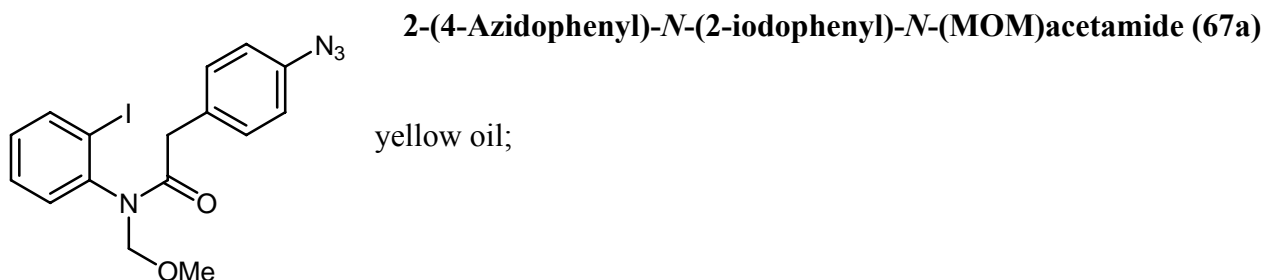 2-(4-Azidophenyl)-N-(2-iodophenyl)-N-(MOM)acetamide (67a)
N₃
I
yellow oil;
N
O
OMe